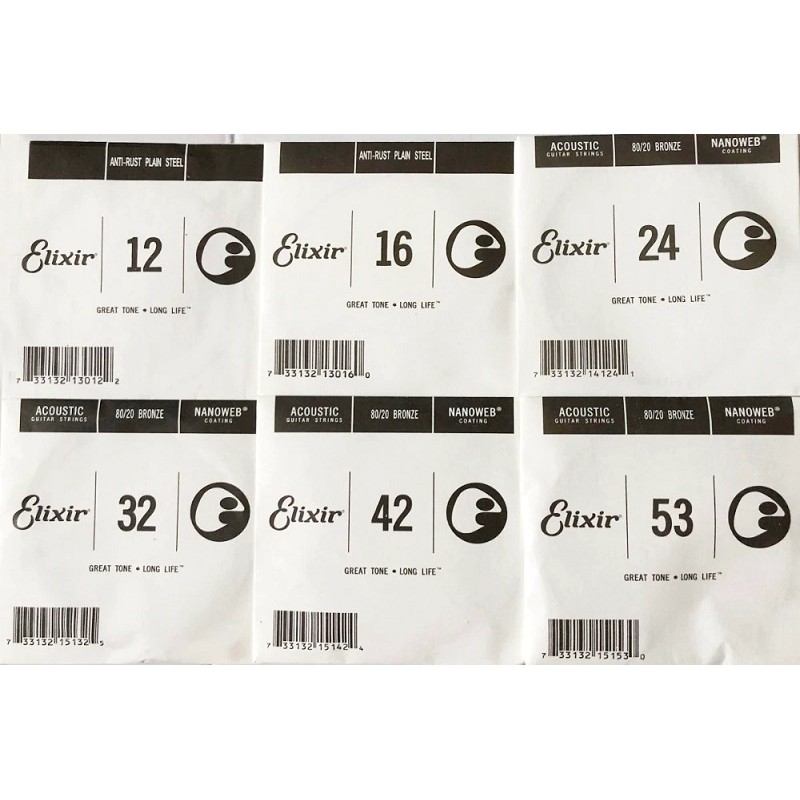 ANTI-RUST PLAIN STEEL
Elixir®
12
GREAT TONE • LONG LIFE™
7 33132 13012 2
ANTI-RUST PLAIN STEEL
Elixir®
16
GREAT TONE • LONG LIFE™
7 33132 13016 0
ACOUSTIC
GUITAR STRINGS
80/20 BRONZE
NANOWEB®
COATING
Elixir®
24
GREAT TONE • LONG LIFE™
7 33132 14124 1
ACOUSTIC
GUITAR STRINGS
80/20 BRONZE
NANOWEB®
COATING
Elixir®
32
GREAT TONE • LONG LIFE™
7 33132 15132 5
ACOUSTIC
GUITAR STRINGS
80/20 BRONZE
NANOWEB®
COATING
Elixir®
42
GREAT TONE • LONG LIFE™
7 33132 15142 4
ACOUSTIC
GUITAR STRINGS
80/20 BRONZE
NANOWEB®
COATING
Elixir®
53
GREAT TONE • LONG LIFE™
7 33132 15153 0